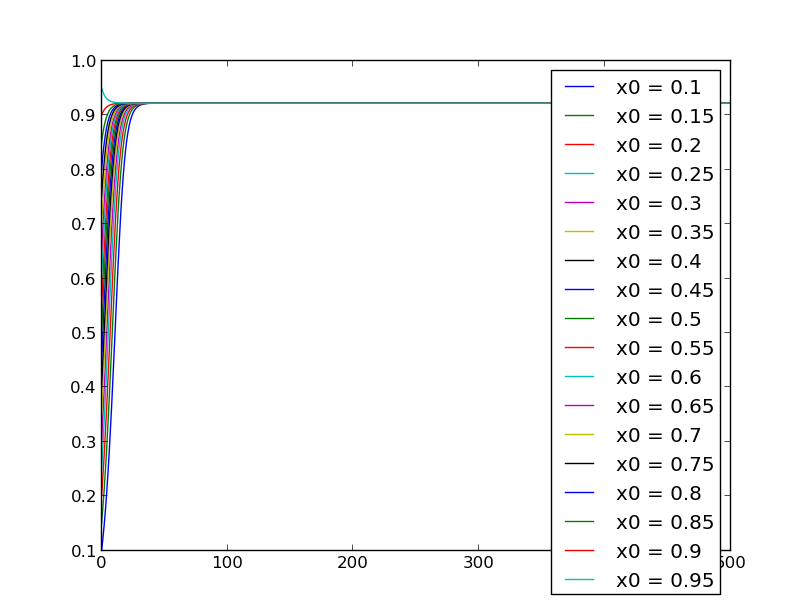 1.0
0.9
0.8
0.7
0.6
0.5
0.4
0.3
0.2
0.1
0
100
200
300
500
x0 = 0.1
x0 = 0.15
x0 = 0.2
x0 = 0.25
x0 = 0.3
x0 = 0.35
x0 = 0.4
x0 = 0.45
x0 = 0.5
x0 = 0.55
x0 = 0.6
x0 = 0.65
x0 = 0.7
x0 = 0.75
x0 = 0.8
x0 = 0.85
x0 = 0.9
x0 = 0.95